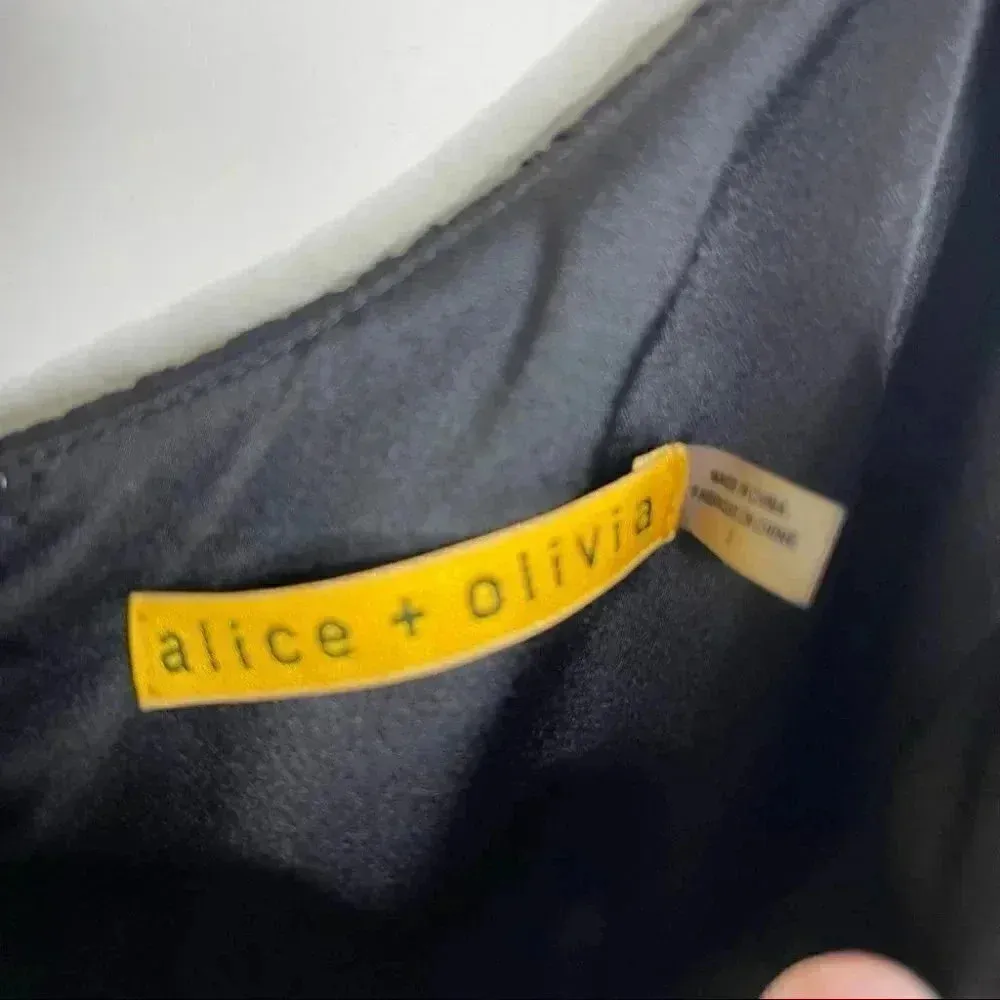 alice + olivia
MADE IN CHINA
FABRIQUÉ EN CHINE